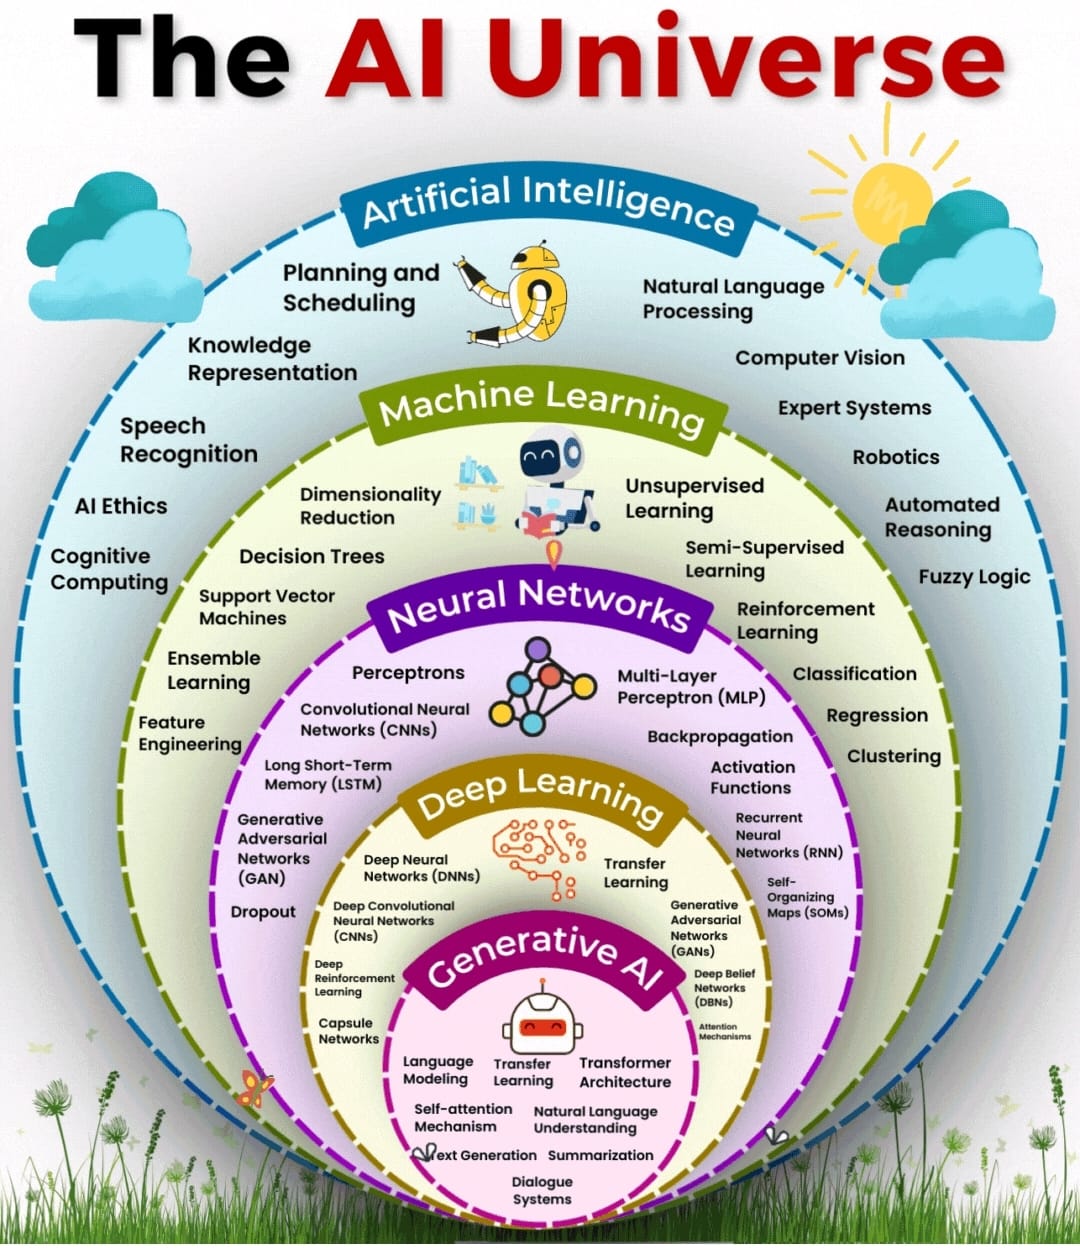 The AI Universe
Artificial Intelligence
Planning and
Scheduling
Natural Language
Processing
Knowledge
Representation
Computer Vision
Speech
Recognition
Expert Systems
Robotics
AI Ethics
Automated
Reasoning
Cognitive
Computing
Fuzzy Logic
Machine Learning
Dimensionality
Reduction
Unsupervised
Learning
Decision Trees
Semi-Supervised
Learning
Support Vector
Machines
Reinforcement
Learning
Ensemble
Learning
Classification
Feature
Engineering
Regression
Clustering
Neural Networks
Perceptrons
Multi-Layer
Perceptron (MLP)
Convolutional Neural
Networks (CNNs)
Backpropagation
Long Short-Term
Memory (LSTM)
Activation
Functions
Generative
Adversarial
Networks
(GAN)
Recurrent
Neural
Networks (RNN)
Dropout
Self-
Organizing
Maps (SOMs)
Deep Learning
Deep Neural
Networks (DNNs)
Transfer
Learning
Deep Convolutional
Neural Networks
(CNNs)
Generative
Adversarial
Networks
(GANs)
Deep
Reinforcement
Learning
Deep Belief
Networks
(DBNs)
Capsule
Networks
Attention
Mechanisms
Generative AI
Language
Modeling
Transfer
Learning
Transformer
Architecture
Self-attention
Mechanism
Natural Language
Understanding
Text Generation
Summarization
Dialogue
Systems